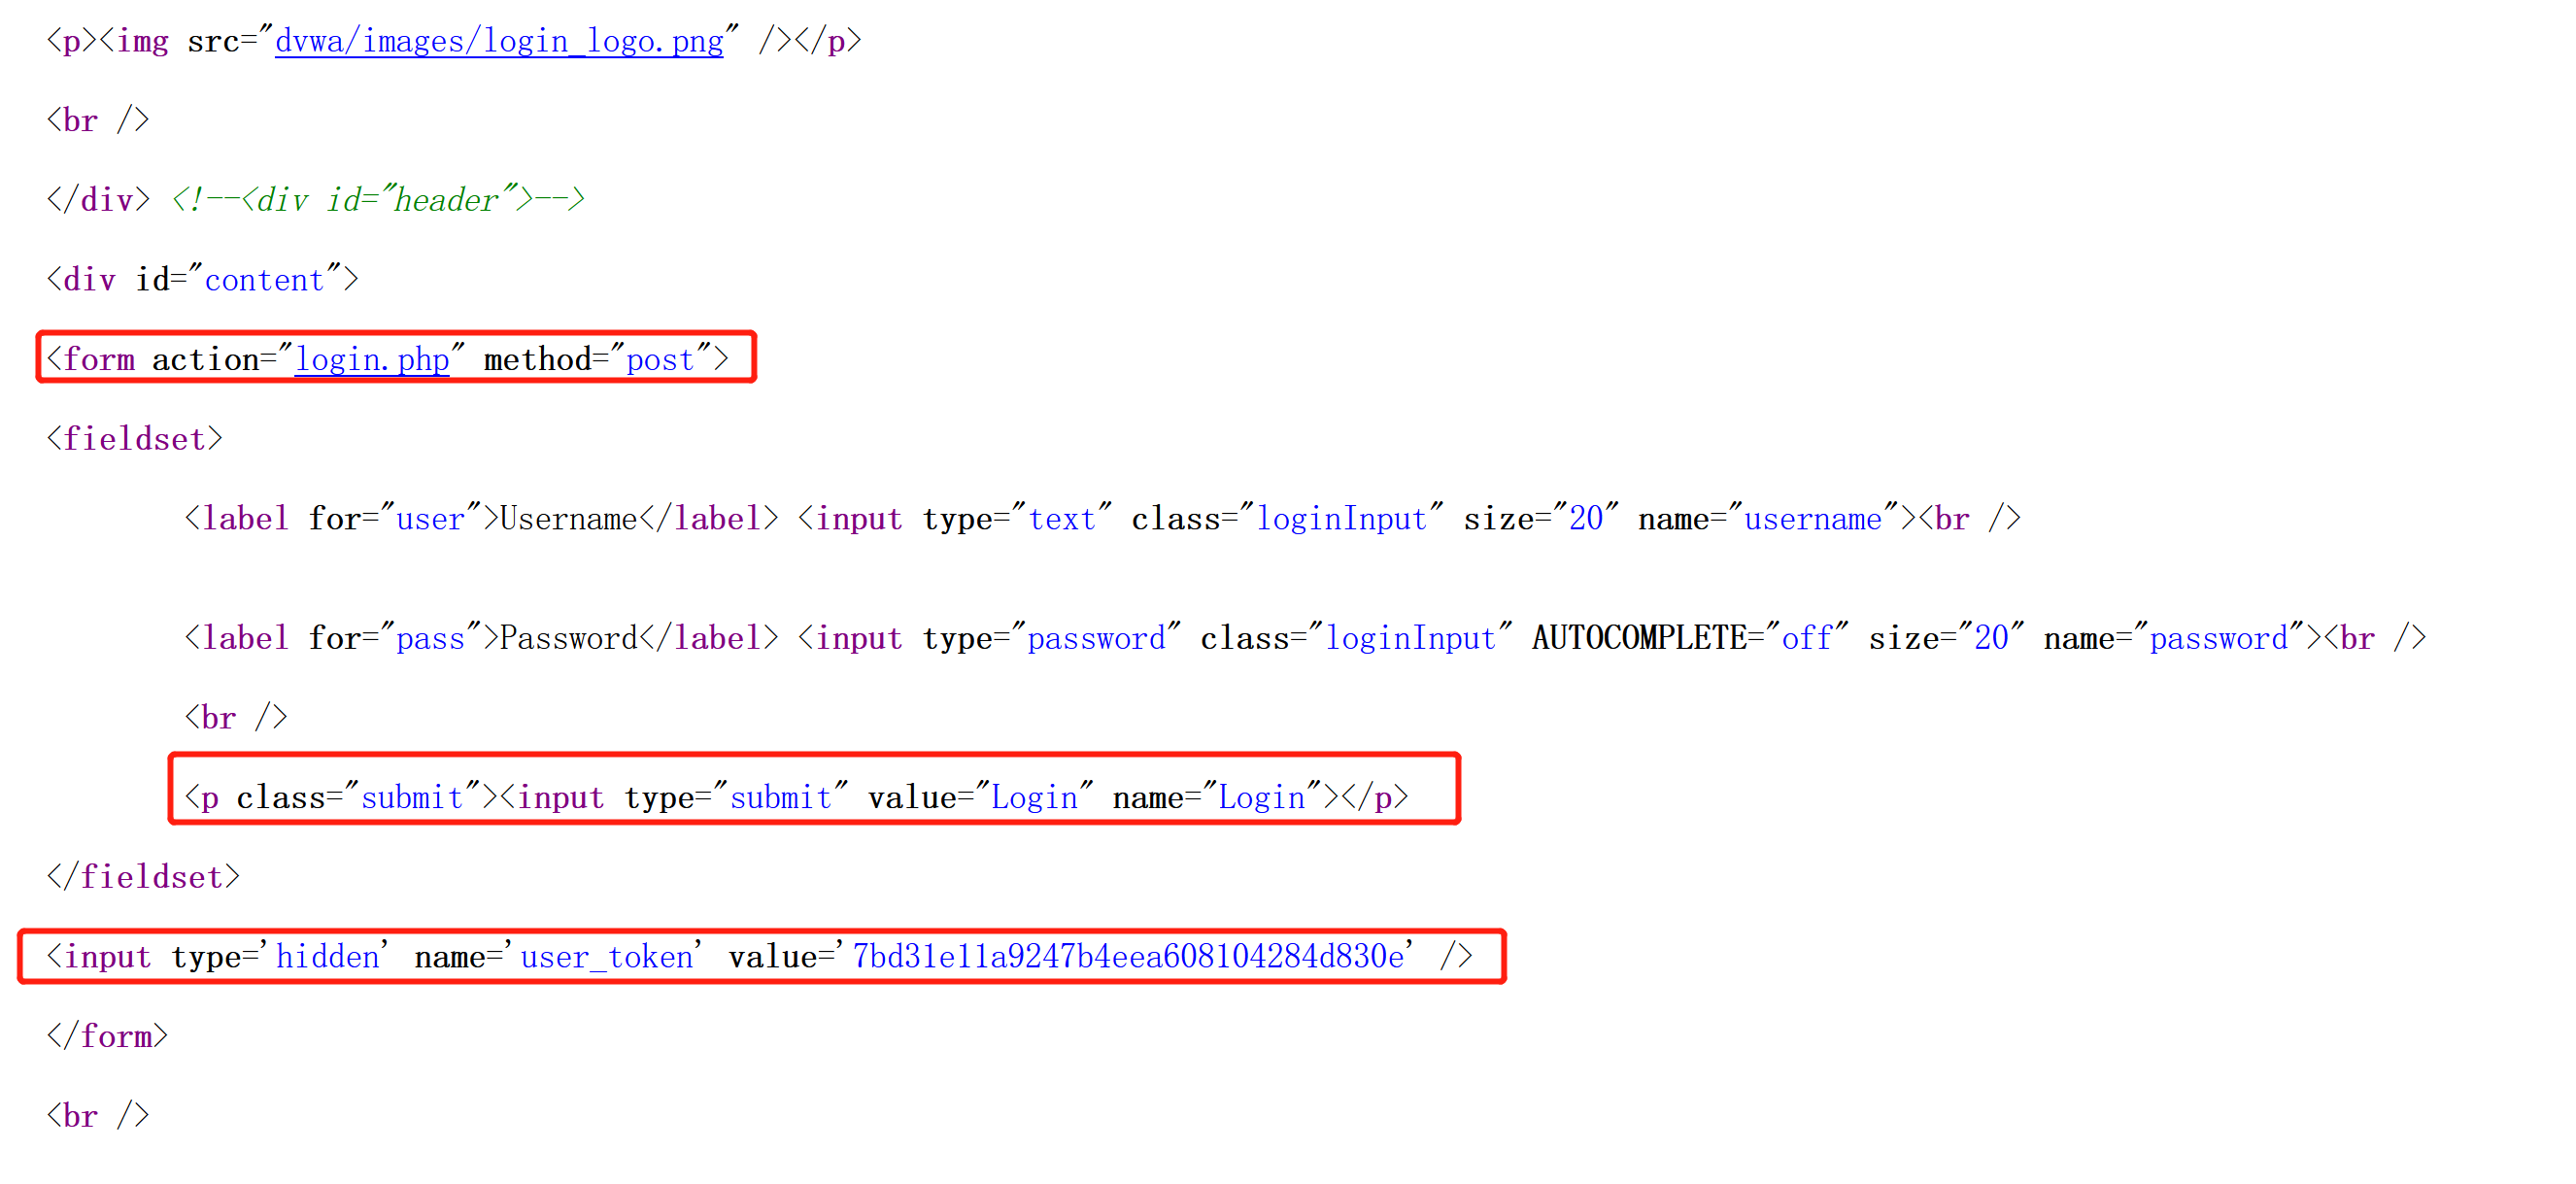 <p><img src="dvwa/images/login_logo.png" /></p>
<br />
</div> <!--<div id="header">-->
<div id="content">
<form action="login.php" method="post">
<fieldset>
<label for="user">Username</label> <input type="text" class="loginInput" size="20" name="username"><br />
<label for="pass">Password</label> <input type="password" class="loginInput" AUTOCOMPLETE="off" size="20" name="password"><br />
<br />
<p class="submit"><input type="submit" value="Login" name="Login"></p>
</fieldset>
<input type='hidden' name='user_token' value='7bd31e11a9247b4eea608104284d830e' />
</form>
<br />